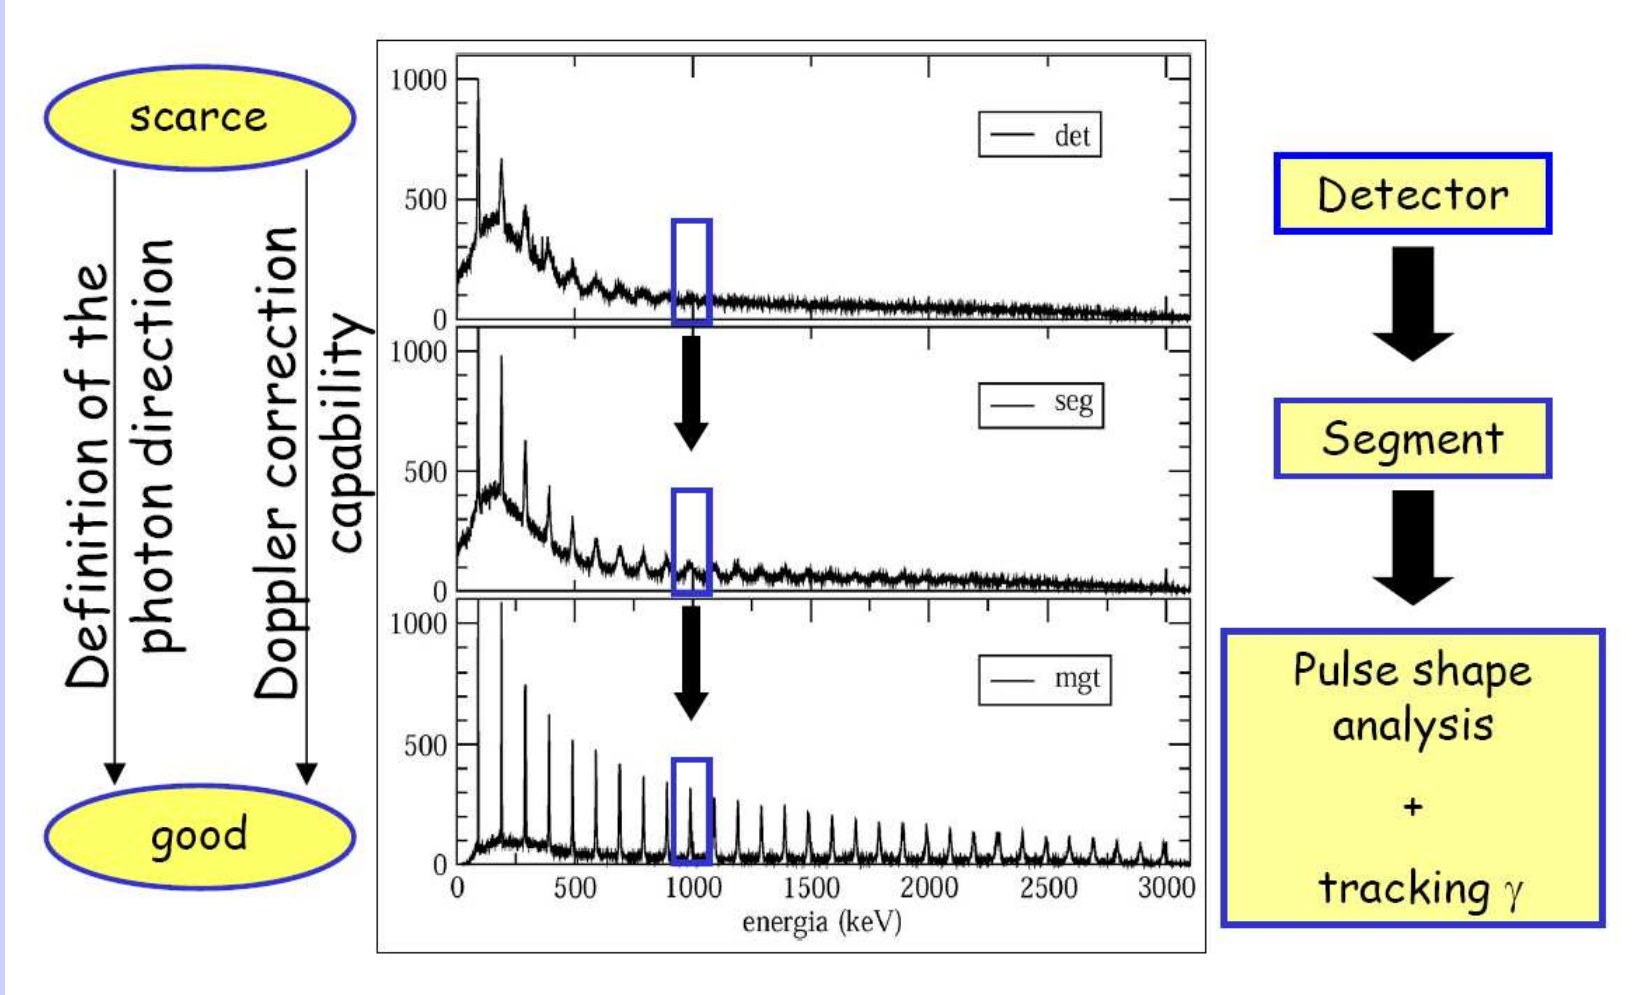 scarce
Definition of the
photon direction
Doppler correction
capability
good
1000
500
0
det
1000
500
0
seg
1000
500
0
mgt
0 500 1000 1500 2000 2500 3000
energia (keV)
Detector
Segment
Pulse shape
analysis
+
tracking γ